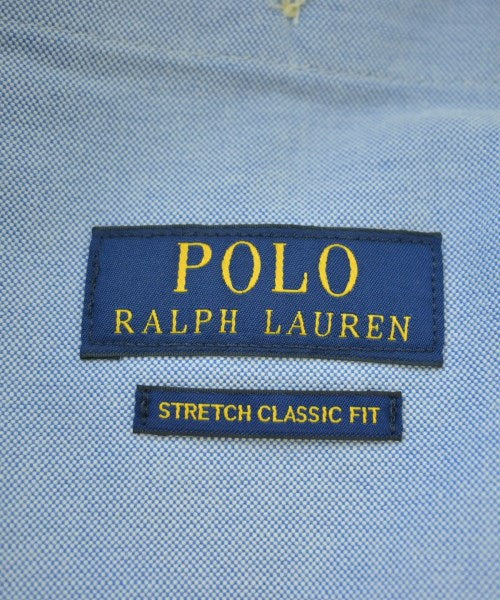 POLO
RALPH LAUREN
STRETCH CLASSIC FIT